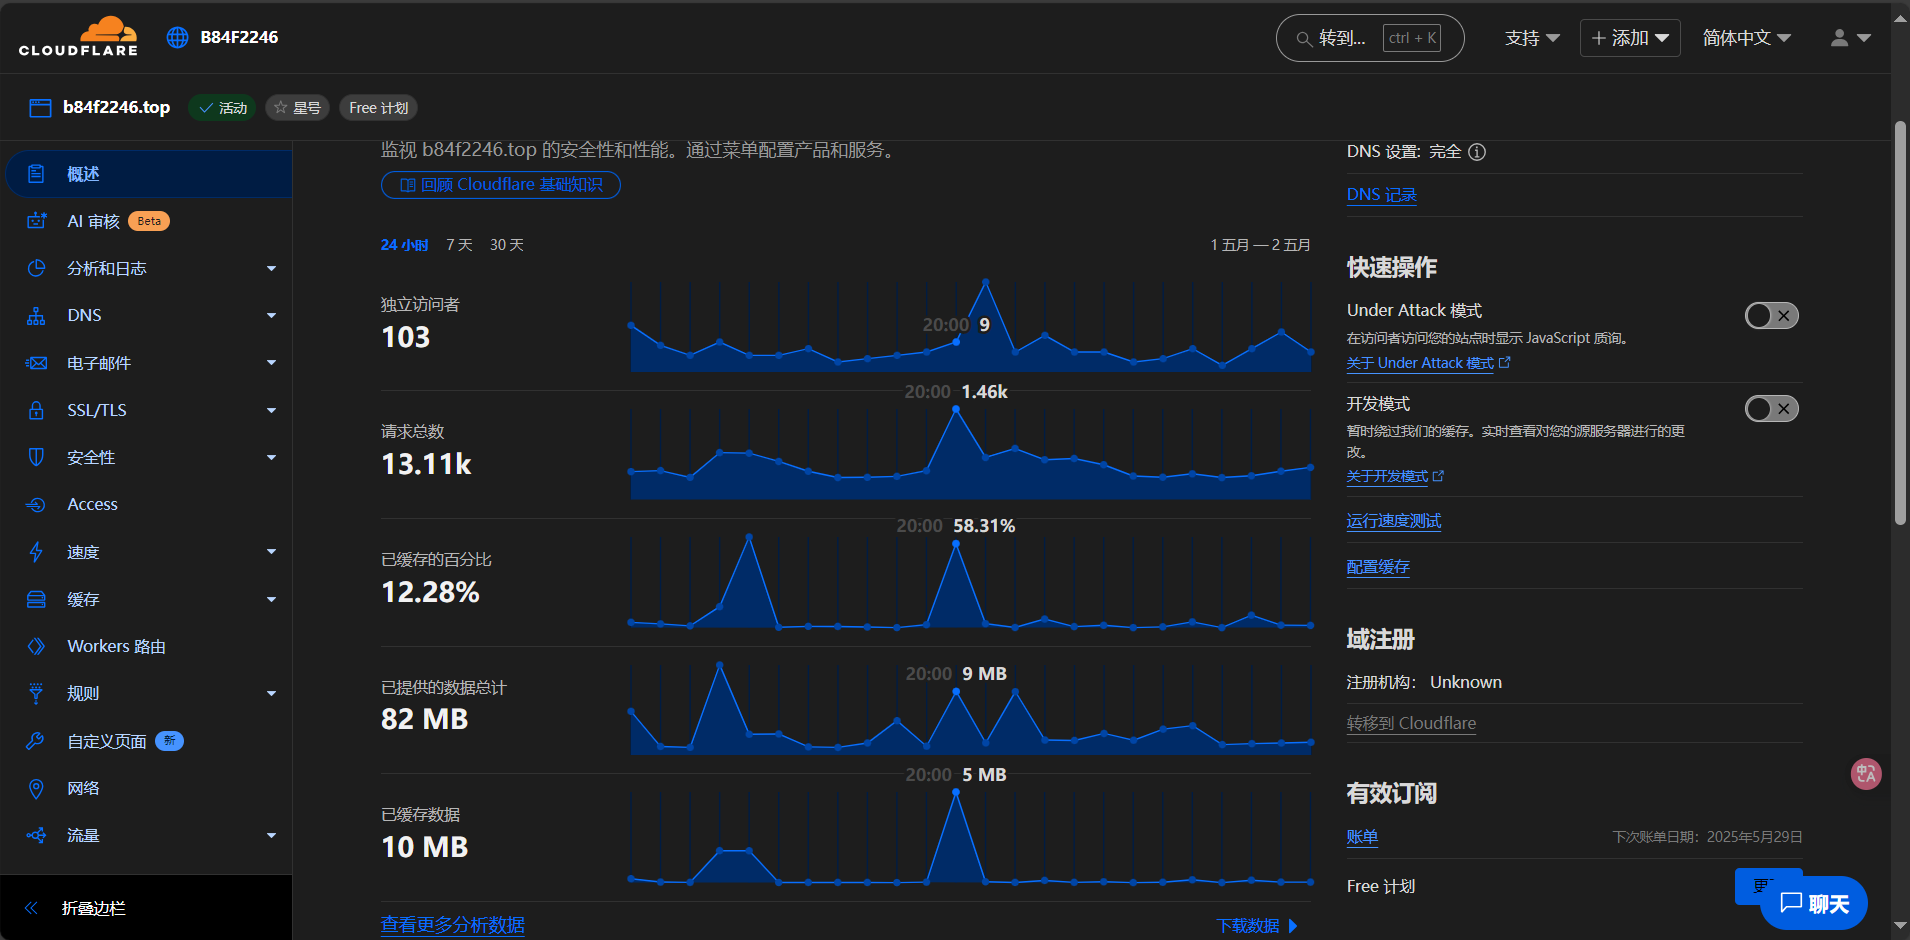 CLOUDFLARE
B84F2246
转到...
ctrl + K
支持
添加
简体中文
b84f2246.top
活动
星号
Free 计划
概述
AI 审核 Beta
分析和日志
DNS
电子邮件
SSL/TLS
安全性
Access
速度
缓存
Workers 路由
规则
自定义页面 新
网络
流量
折叠边栏
监视 b84f2246.top 的安全性和性能。通过菜单配置产品和服务。
回顾 Cloudflare 基础知识
24 小时 7 天 30 天
1 五月 — 2 五月
独立访问者
103
20:00 9
请求总数
13.11k
20:00 1.46k
已缓存的百分比
12.28%
20:00 58.31%
已提供的数据总计
82 MB
20:00 9 MB
已缓存数据
10 MB
20:00 5 MB
查看更多分析数据
下载数据
DNS 设置: 完全
DNS 记录
快速操作
Under Attack 模式
在访问者访问您的站点时显示 JavaScript 质询。
关于 Under Attack 模式
开发模式
暂时绕过我们的缓存。实时查看对您的源服务器进行的更
改。
关于开发模式
运行速度测试
配置缓存
域注册
注册机构: Unknown
转移到 Cloudflare
有效订阅
账单
下次账单日期: 2025年5月29日
Free 计划
聊天